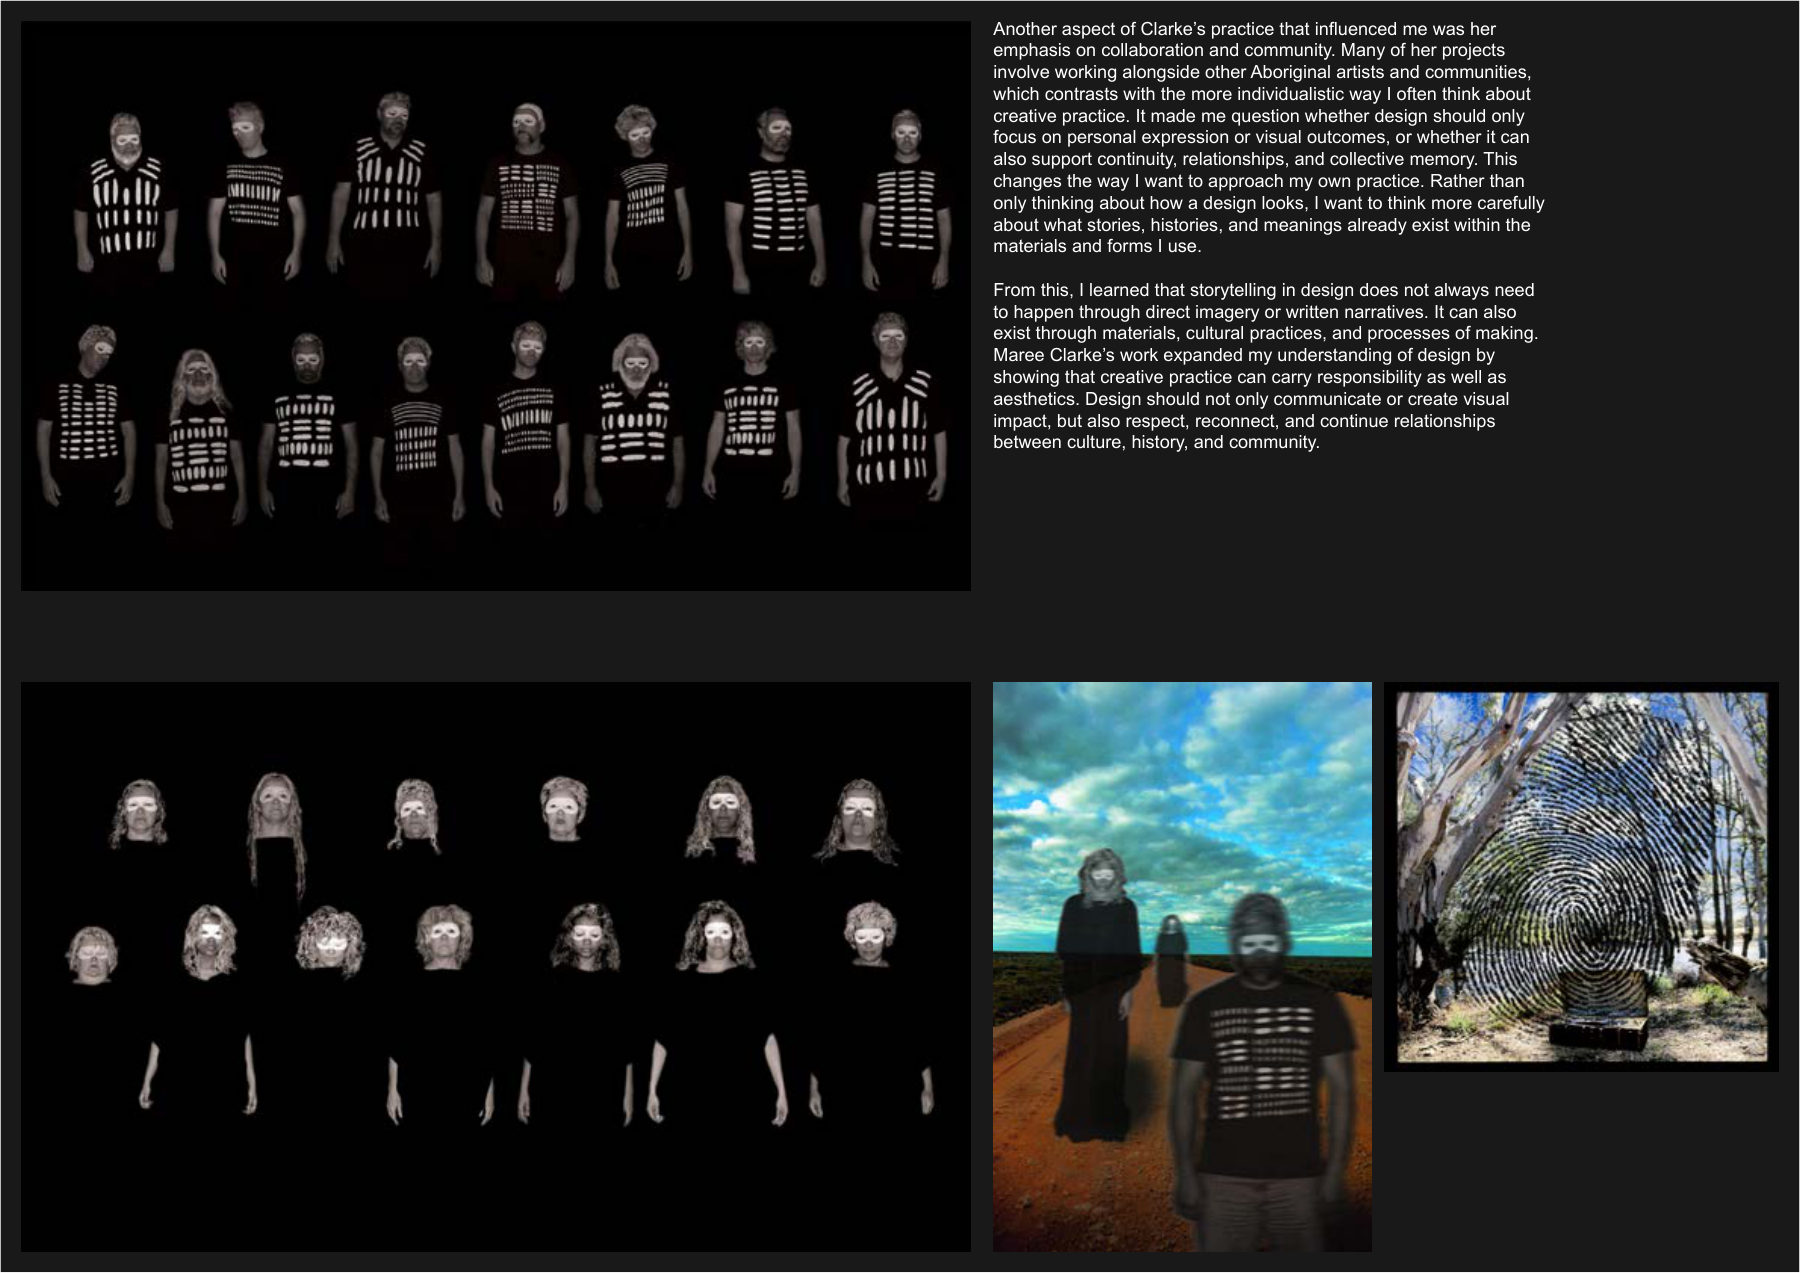 Another aspect of Clarke’s practice that influenced me was her
emphasis on collaboration and community. Many of her projects
involve working alongside other Aboriginal artists and communities,
which contrasts with the more individualistic way I often think about
creative practice. It made me question whether design should only
focus on personal expression or visual outcomes, or whether it can
also support continuity, relationships, and collective memory. This
changes the way I want to approach my own practice. Rather than
only thinking about how a design looks, I want to think more carefully
about what stories, histories, and meanings already exist within the
materials and forms I use.
From this, I learned that storytelling in design does not always need
to happen through direct imagery or written narratives. It can also
exist through materials, cultural practices, and processes of making.
Maree Clarke’s work expanded my understanding of design by
showing that creative practice can carry responsibility as well as
aesthetics. Design should not only communicate or create visual
impact, but also respect, reconnect, and continue relationships
between culture, history, and community.